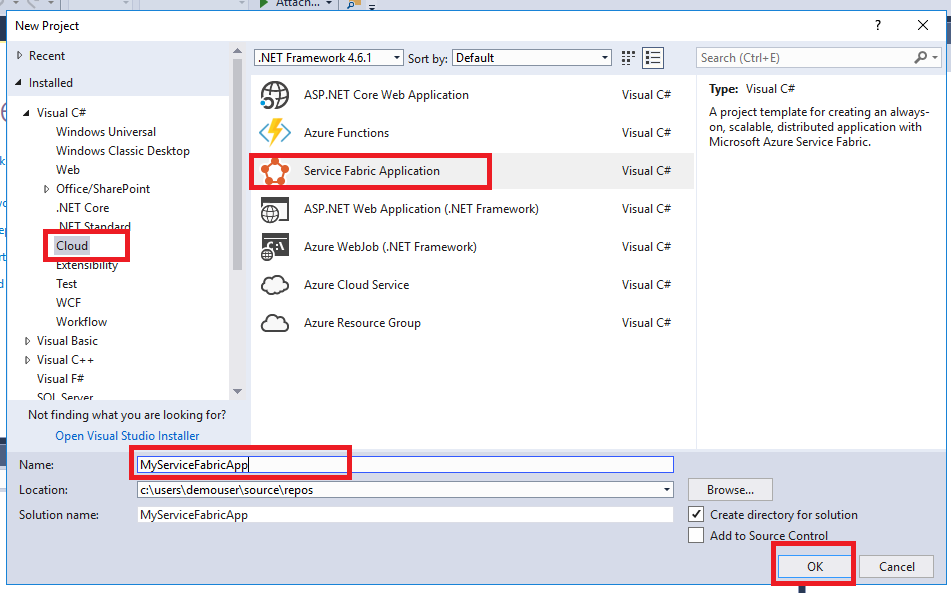 Attach...
New Project
?
Recent
Installed
.NET Framework 4.6.1
Sort by:
Default
Search (Ctrl+E)
Visual C#
Windows Universal
Windows Classic Desktop
Web
Office/SharePoint
.NET Core
.NET Standard
Cloud
Extensibility
Test
WCF
Workflow
Visual Basic
Visual C++
Visual F#
SQL Server
Not finding what you are looking for?
Open Visual Studio Installer
ASP.NET Core Web Application Visual C#
Azure Functions Visual C#
Service Fabric Application Visual C#
ASP.NET Web Application (.NET Framework) Visual C#
Azure WebJob (.NET Framework) Visual C#
Azure Cloud Service Visual C#
Azure Resource Group Visual C#
Type: Visual C#
A project template for creating an always-
on, scalable, distributed application with
Microsoft Azure Service Fabric.
Name: MyServiceFabricApp
Location: c:\users\demouser\source\repos
Browse...
Solution name: MyServiceFabricApp
Create directory for solution
Add to Source Control
OK
Cancel